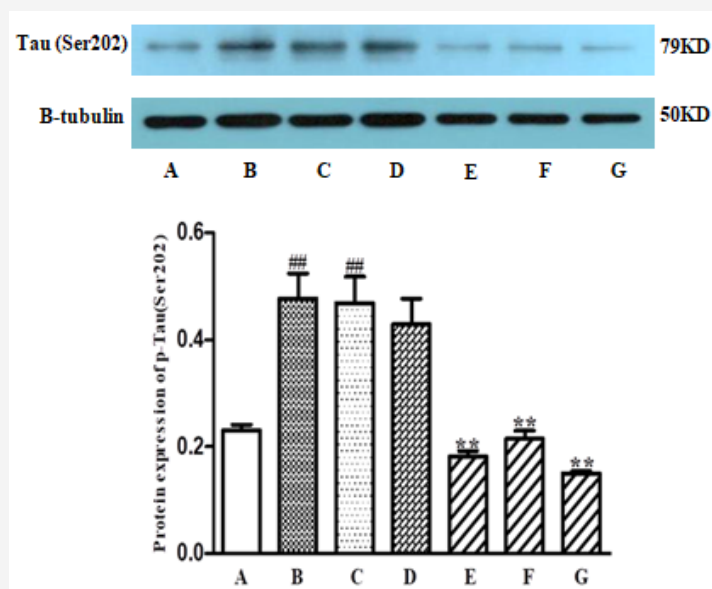 Tau (Ser202) 79KD
B-tubulin 50KD
A B C D E F G
Protein expression of p-Tau(Ser202)
0.6
0.4
0.2
0.0
## ## ** ** **
A B C D E F G